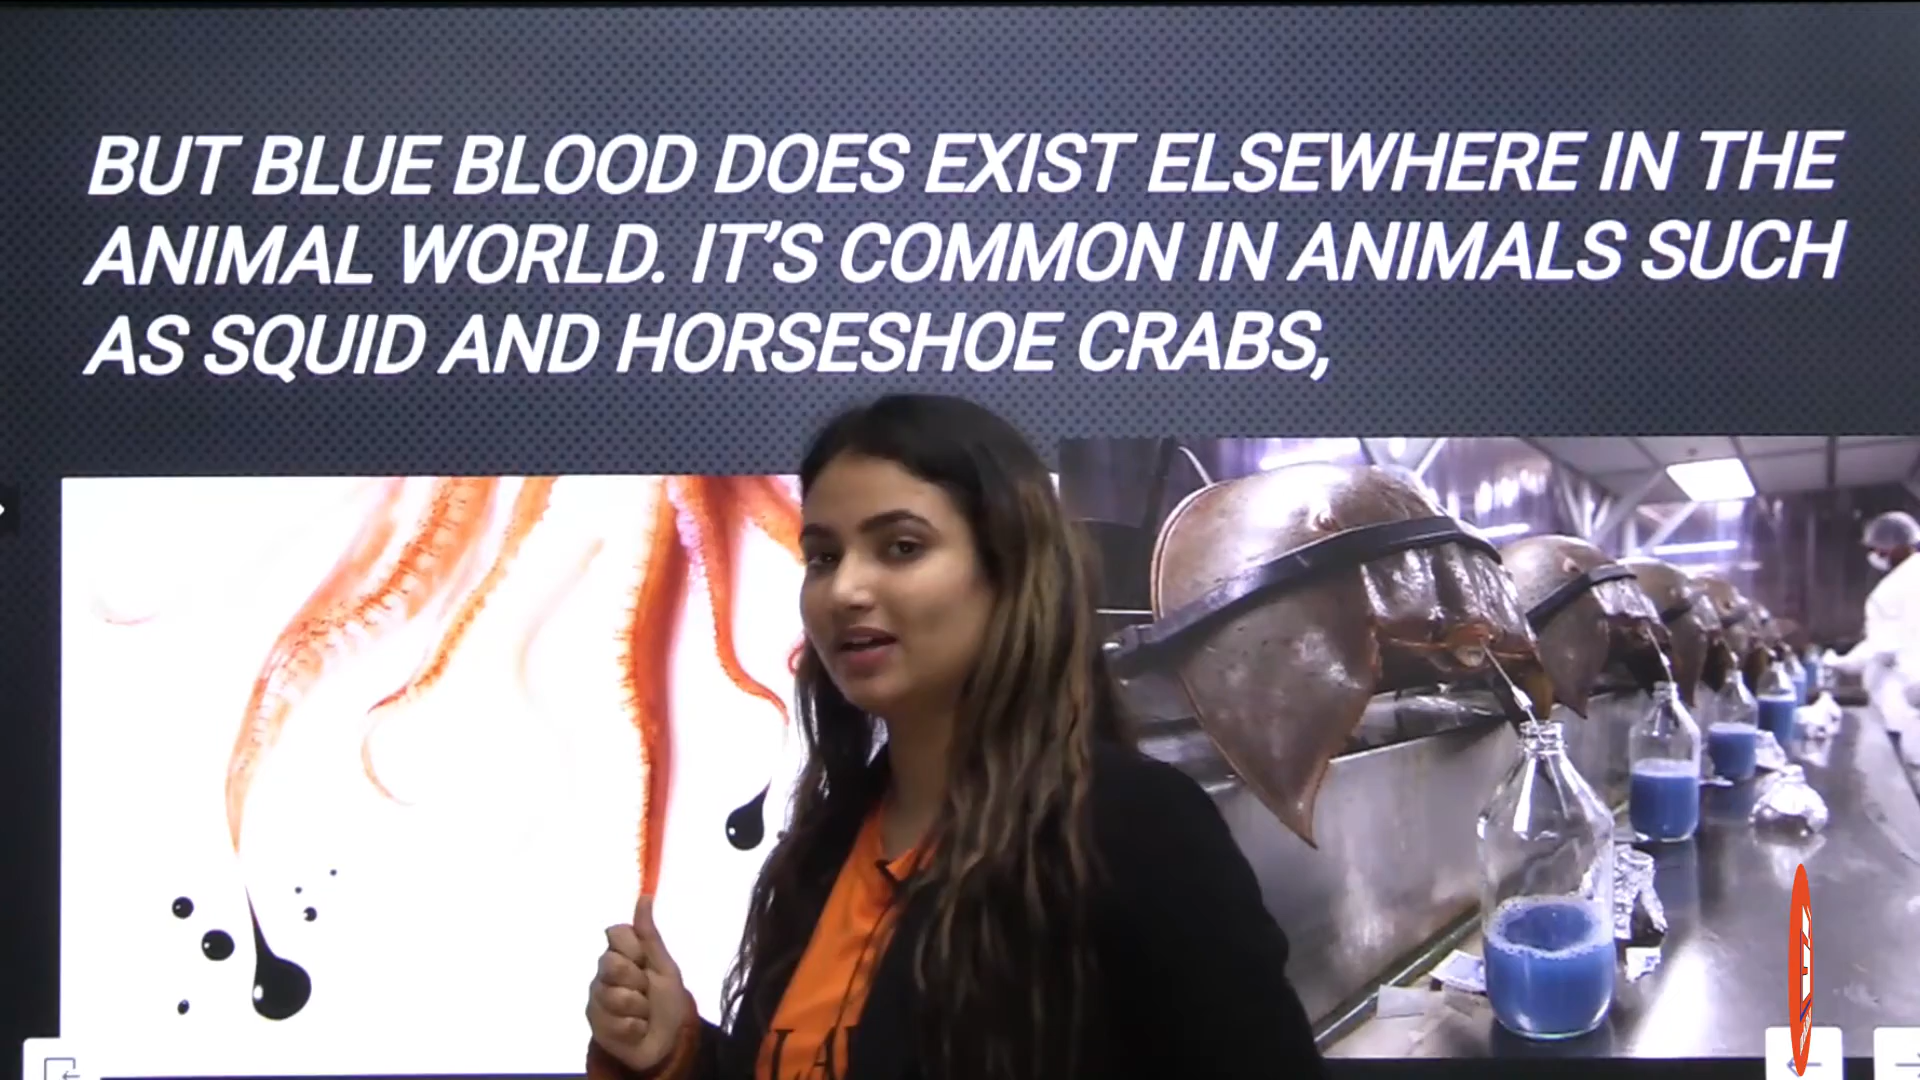 BUT BLUE BLOOD DOES EXIST ELSEWHERE IN THE
ANIMAL WORLD. IT’S COMMON IN ANIMALS SUCH
AS SQUID AND HORSESHOE CRABS,